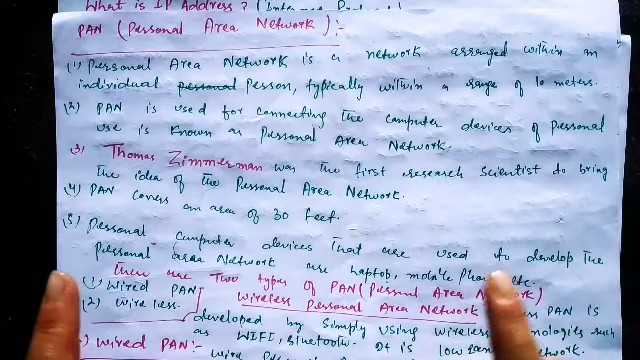 What is IP Address? (Internet Protocol)
PAN (Personal Area Network):-
(1) Personal Area Network is a network arranged within an
individual personal person, typically within a range of 10 meters.
(2) PAN is used for connecting the computer devices of personal
use is known as Personal Area Network.
(3) Thomas Zimmerman was the first research scientist to bring
the idea of the Personal Area Network.
(4) PAN covers an area of 30 feet.
(5) Personal Computer devices that are used to develop the
personal area Network are laptop, mobile phone, etc.
There are Two types of PAN (Personal Area Network)
(1) Wired PAN
(2) Wireless.
Wireless Personal Area Network PAN is
developed by simply using wireless such
as WIFI, Bluetooth. It is low network.
Wired PAN:-